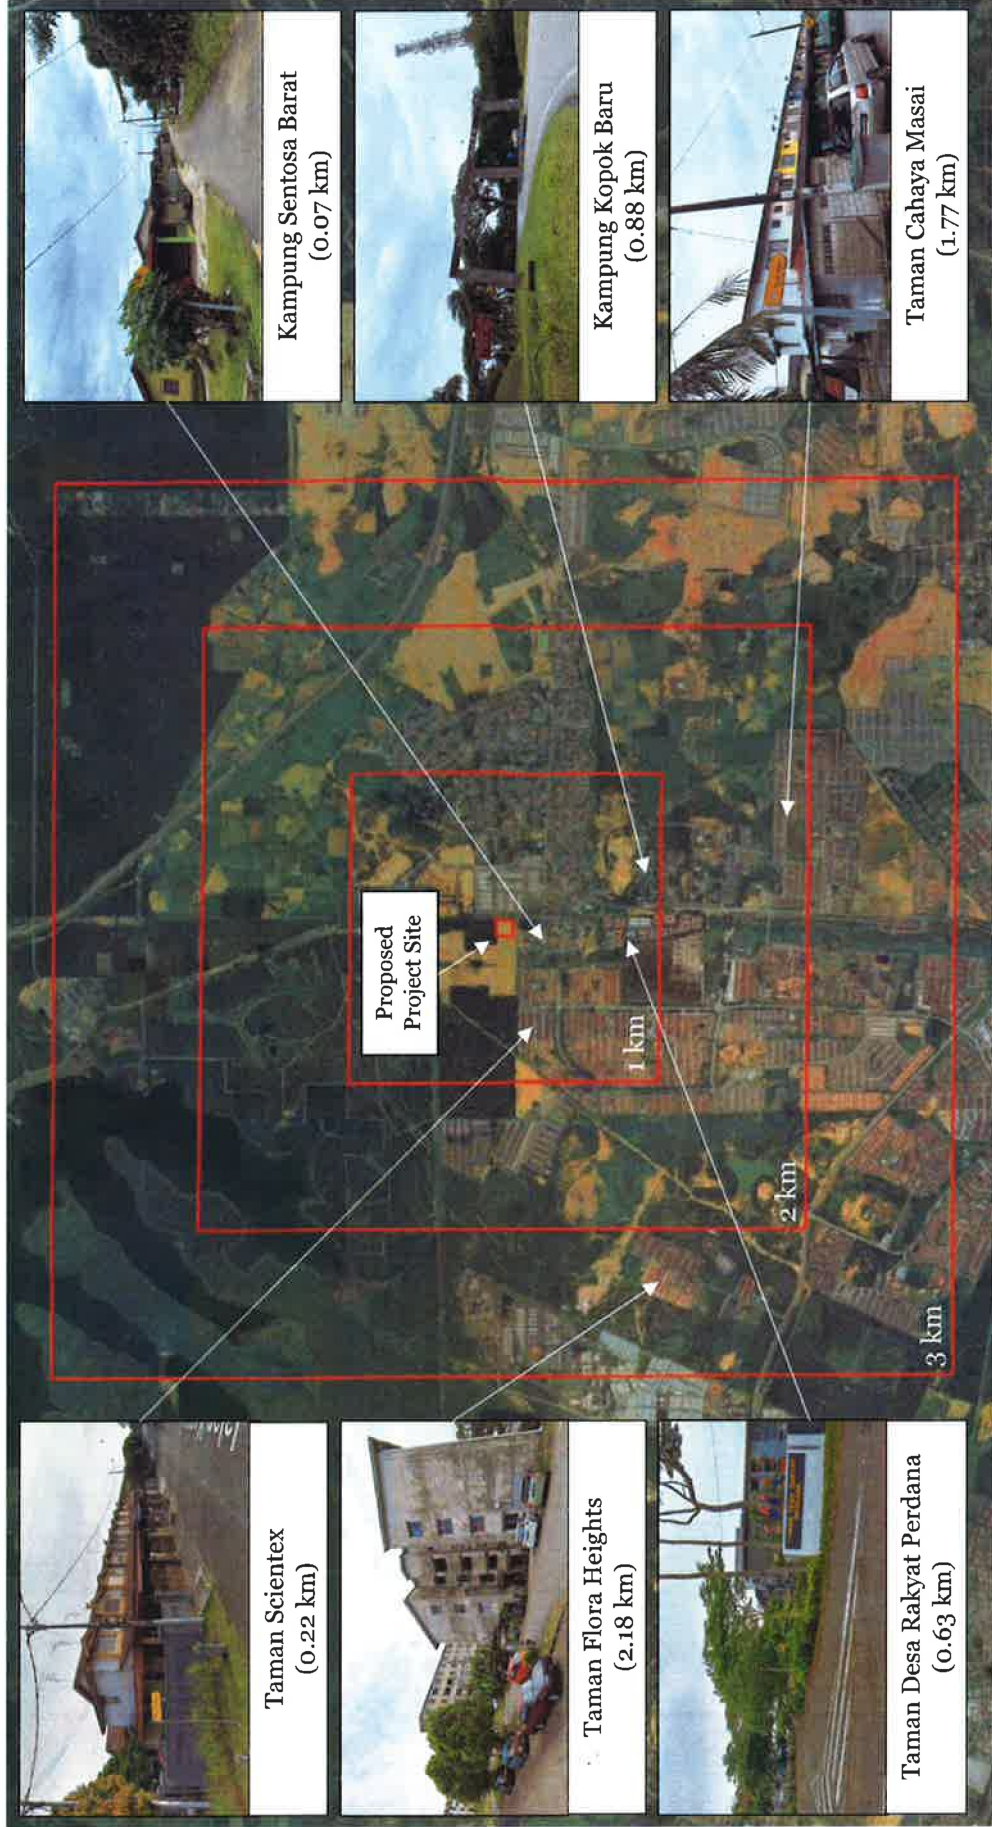 Taman Scientex
(0.22 km)
Taman Flora Heights
(2.18 km)
Taman Desa Rakyat Perdana
(0.63 km)
Proposed
Project Site
1 km
2 km
3 km
Kampung Sentosa Barat
(0.07 km)
Kampung Kopok Baru
(0.88 km)
Taman Cahaya Masai
(1.77 km)